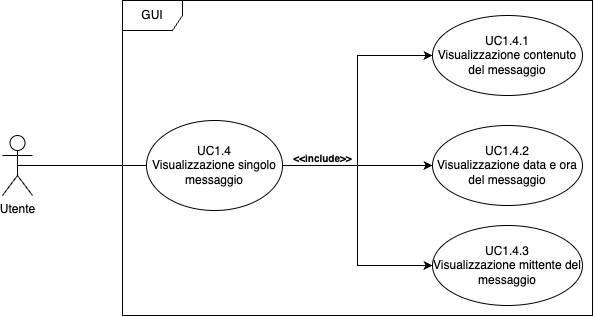 GUI
UC1.4.1
Visualizzazione contenuto
del messaggio
UC1.4
Visualizzazione singolo
messaggio
<<include>>
UC1.4.2
Visualizzazione data e ora
del messaggio
Utente
UC1.4.3
Visualizzazione mittente del
messaggio